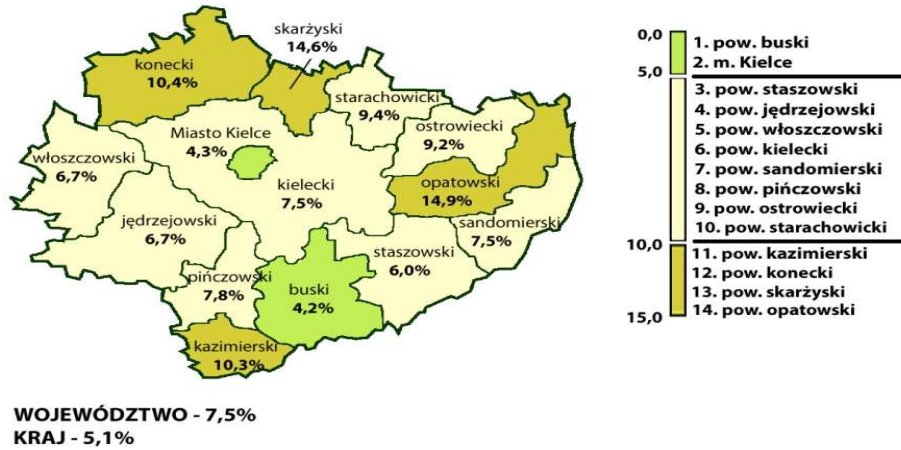 skarżyski
14,6%
konecki
10,4%
starachowicki
9,4%
ostrowiecki
9,2%
Miasto Kielce
4,3%
włoszczowski
6,7%
kielecki
7,5%
opatowski
14,9%
jędrzejowski
6,7%
sandomierski
7,5%
staszowski
6,0%
pińczowski
7,8%
buski
4,2%
kazimierski
10,3%
WOJEWÓDZTWO - 7,5%
KRAJ - 5,1%
0,0
5,0
10,0
15,0
1. pow. buski
2. m. Kielce
3. pow. staszowski
4. pow. jędrzejowski
5. pow. włoszczowski
6. pow. kielecki
7. pow. sandomierski
8. pow. pińczowski
9. pow. ostrowiecki
10. pow. starachowicki
11. pow. kazimierski
12. pow. konecki
13. pow. skarżyski
14. pow. opatowski